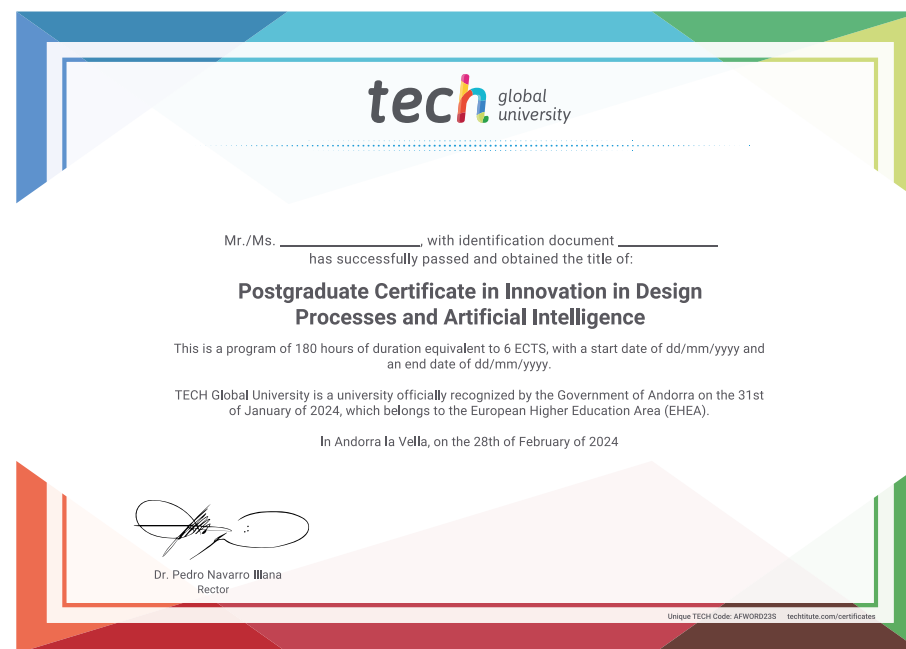 tech global university
Mr./Ms. ____________________, with identification document ______________
has successfully passed and obtained the title of:
Postgraduate Certificate in Innovation in Design
Processes and Artificial Intelligence
This is a program of 180 hours of duration equivalent to 6 ECTS, with a start date of dd/mm/yyyy and
an end date of dd/mm/yyyy.
TECH Global University is a university officially recognized by the Government of Andorra on the 31st
of January of 2024, which belongs to the European Higher Education Area (EHEA).
In Andorra la Vella, on the 28th of February of 2024
Dr. Pedro Navarro Illana
Rector
Unique TECH Code: AFWORD23S techtitute.com/certificates